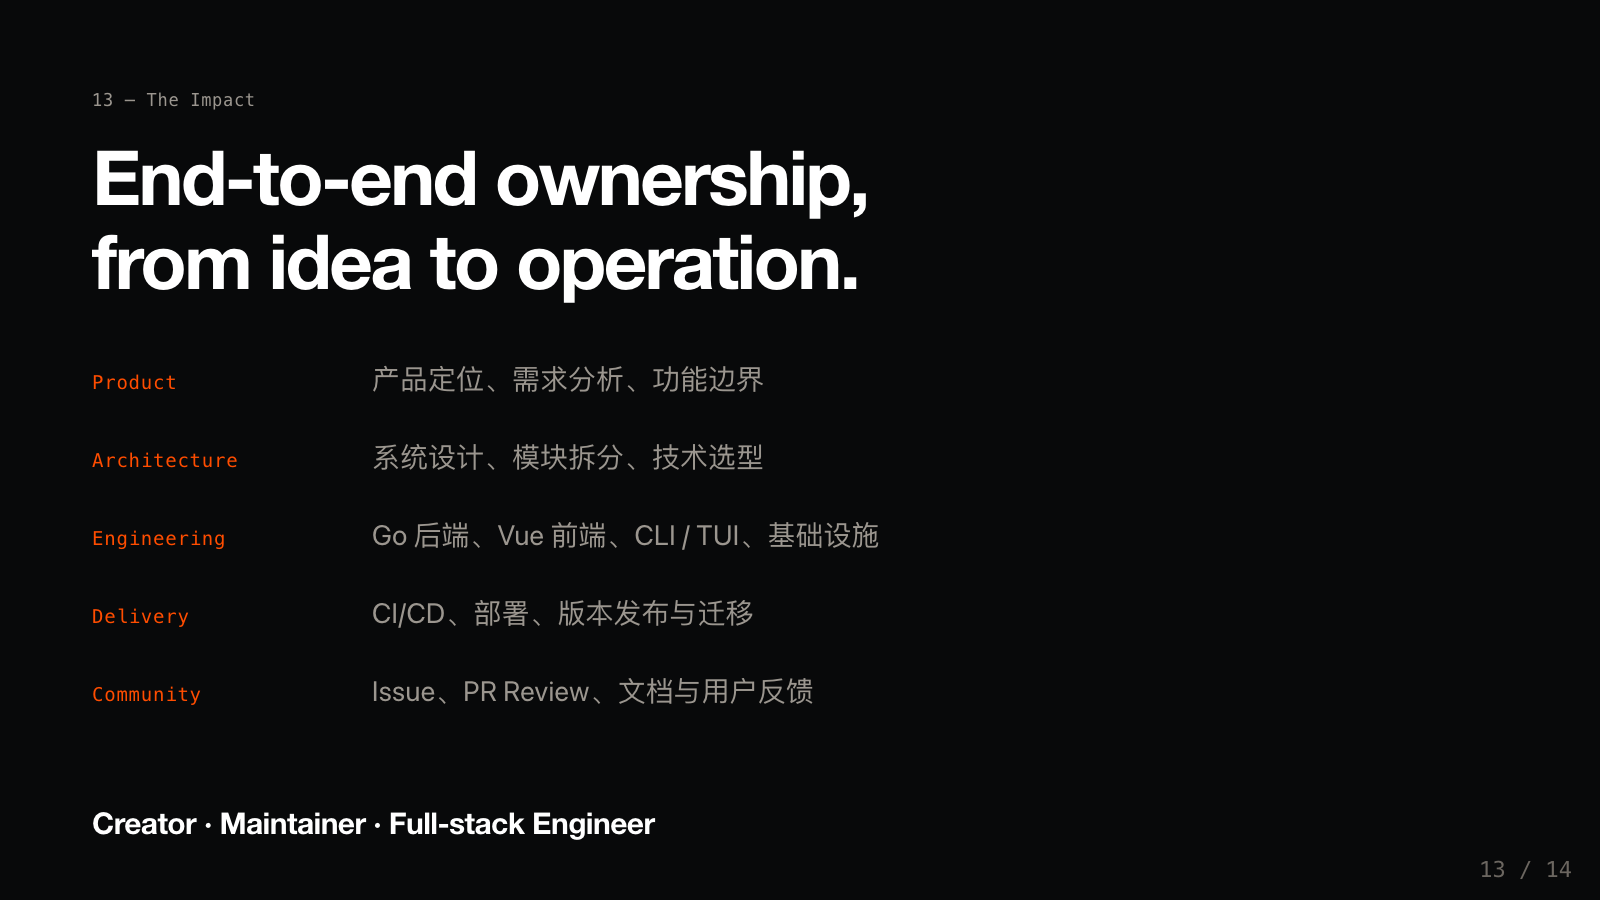 13 — The Impact
End-to-end ownership,
from idea to operation.
Product 产品定位、需求分析、功能边界
Architecture 系统设计、模块拆分、技术选型
Engineering Go 后端、Vue 前端、CLI / TUI、基础设施
Delivery CI/CD、部署、版本发布与迁移
Community Issue、PR Review、文档与用户反馈
Creator · Maintainer · Full-stack Engineer
13 / 14